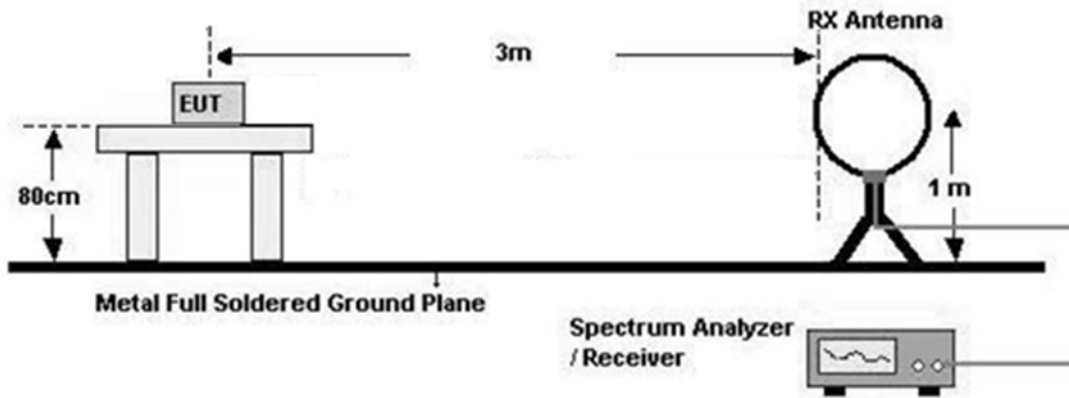 RX Antenna
3m
EUT
80cm
1 m
Metal Full Soldered Ground Plane
Spectrum Analyzer
/ Receiver